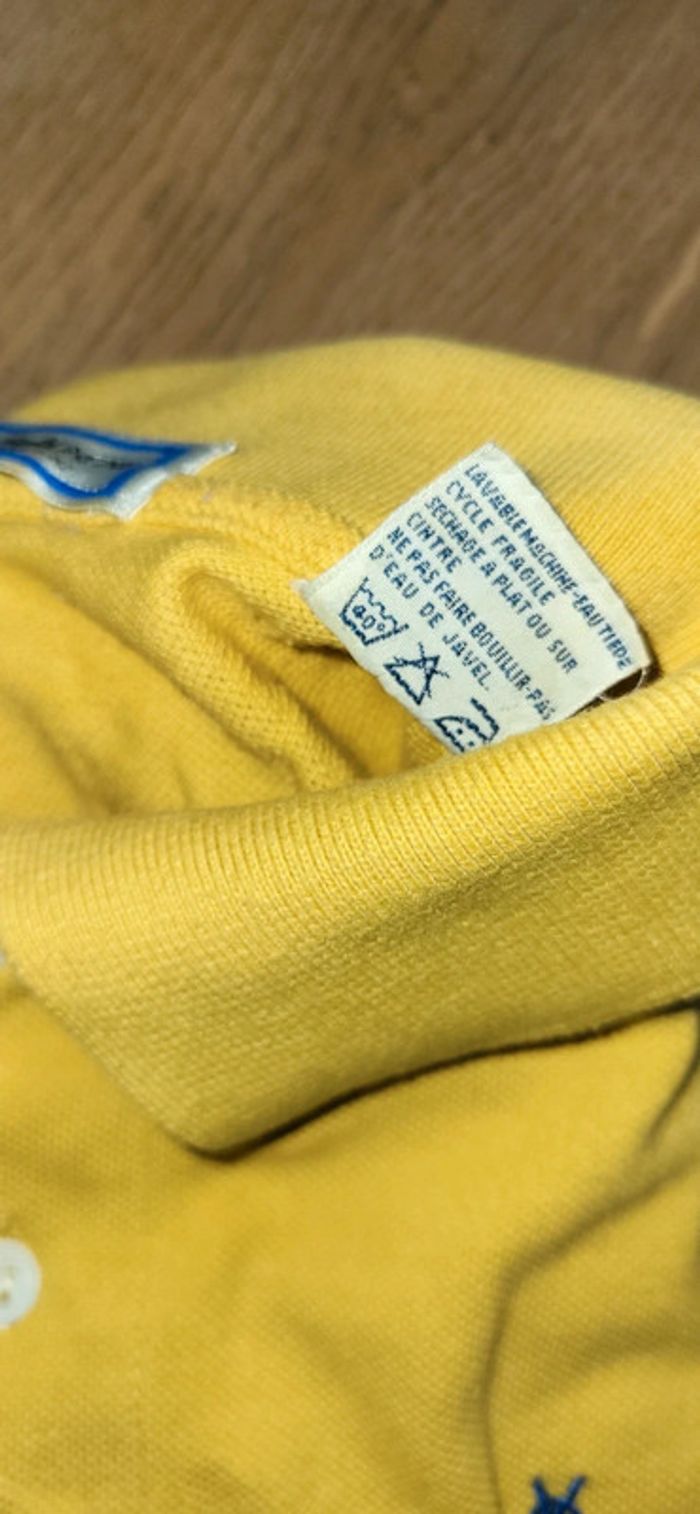 LAVABLE MACHINE-EAU TIEDE
CYCLE FRAGILE
SECHAGE A PLAT OU SUR
CINTRE
NE PAS FAIRE BOUILLIR-PAS
D'EAU DE JAVEL.
40°